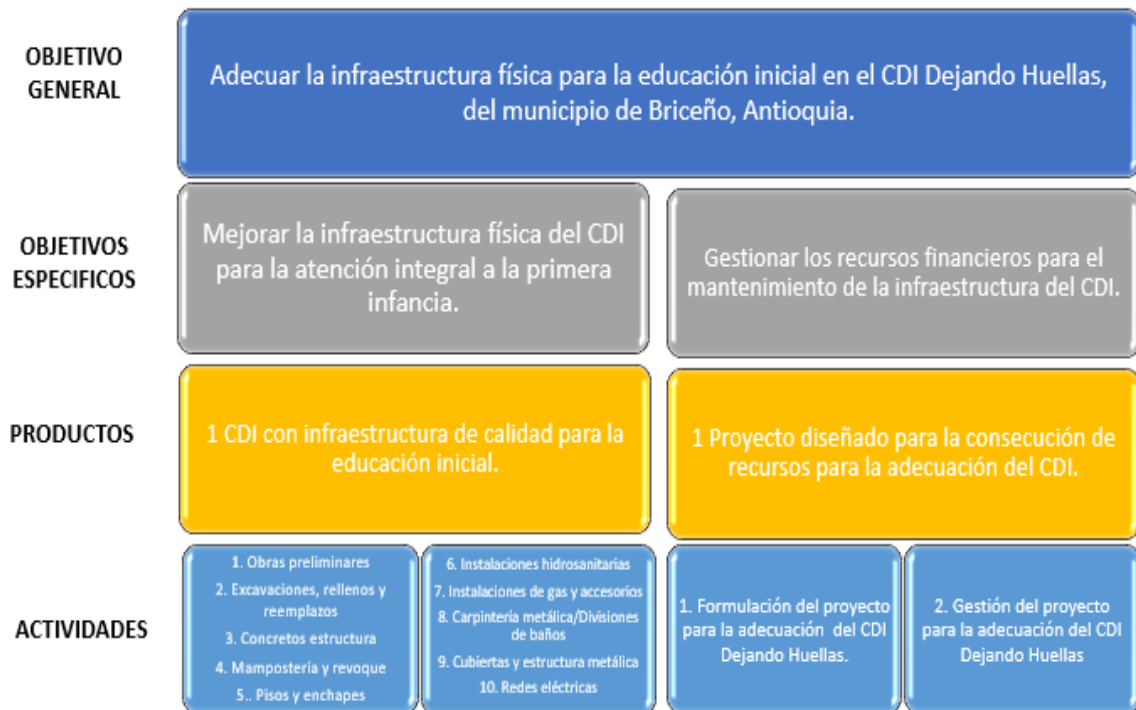 OBJETIVO
GENERAL
Adecuar la infraestructura física para la educación inicial en el CDI Dejando Huellas,
del municipio de Briceño, Antioquia.
OBJETIVOS
ESPECIFICOS
Mejorar la infraestructura física del CDI
para la atención integral a la primera
infancia.
Gestionar los recursos financieros para el
mantenimiento de la infraestructura del CDI.
PRODUCTOS
1 CDI con infraestructura de calidad para la
educación inicial.
1 Proyecto diseñado para la consecución de
recursos para la adecuación del CDI.
ACTIVIDADES
1. Obras preliminares
2. Excavaciones, rellenos y
reemplazos
3. Concretos estructura
4. Mampostería y revoque
5.. Pisos y enchapes
6. Instalaciones hidrosanitarias
7. Instalaciones de gas y accesorios
8. Carpintería metálica/Divisiones
de baños
9. Cubiertas y estructura metálica
10. Redes eléctricas
1. Formulación del proyecto
para la adecuación del CDI
Dejando Huellas.
2. Gestión del proyecto
para la adecuación del CDI
Dejando Huellas